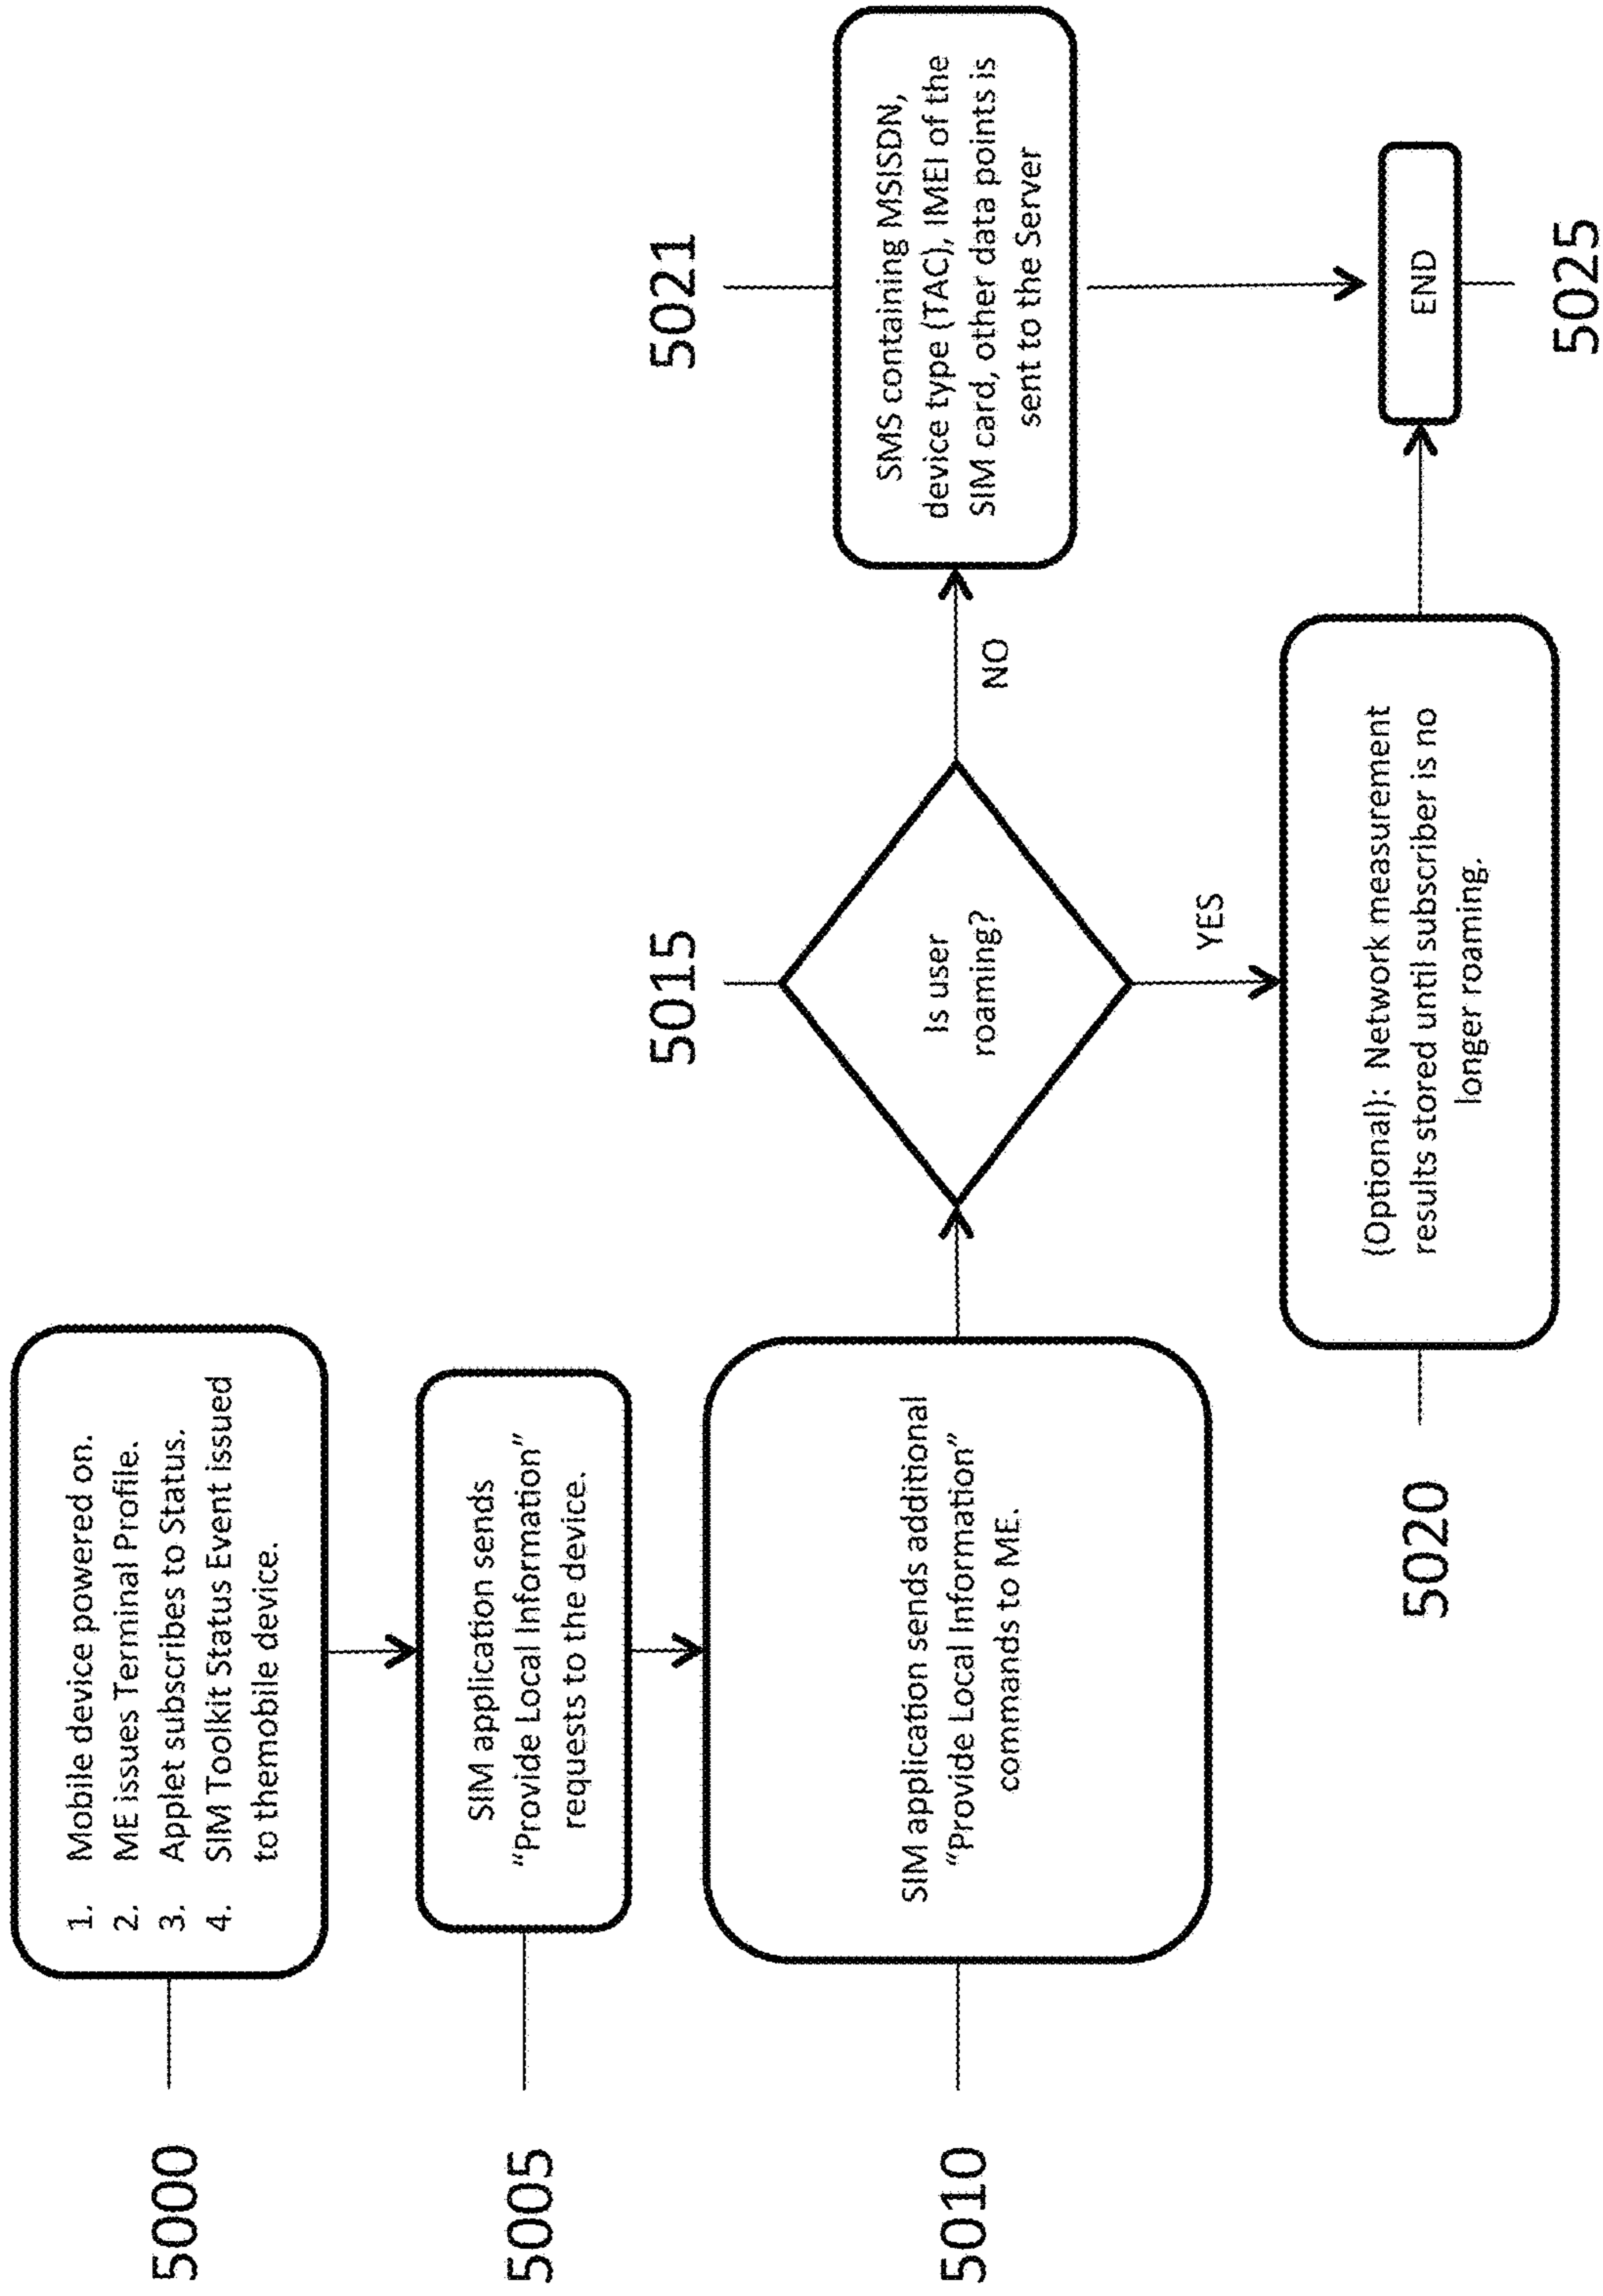 5000
1. Mobile device powered on.
2. ME issues Terminal Profile.
3. Applet subscribes to Status.
4. SIM Toolkit Status Event issued
to themobile device.
5005
SIM application sends
“Provide Local Information”
requests to the device.
5010
SIM application sends additional
“Provide Local Information”
commands to ME.
5015
Is user
roaming?
NO
YES
5021
SMS containing MSISDN,
device type (TAC), IMEI of the
SIM card, other data points is
sent to the Server
5020
(Optional): Network measurement
results stored until subscriber is no
longer roaming.
END
5025